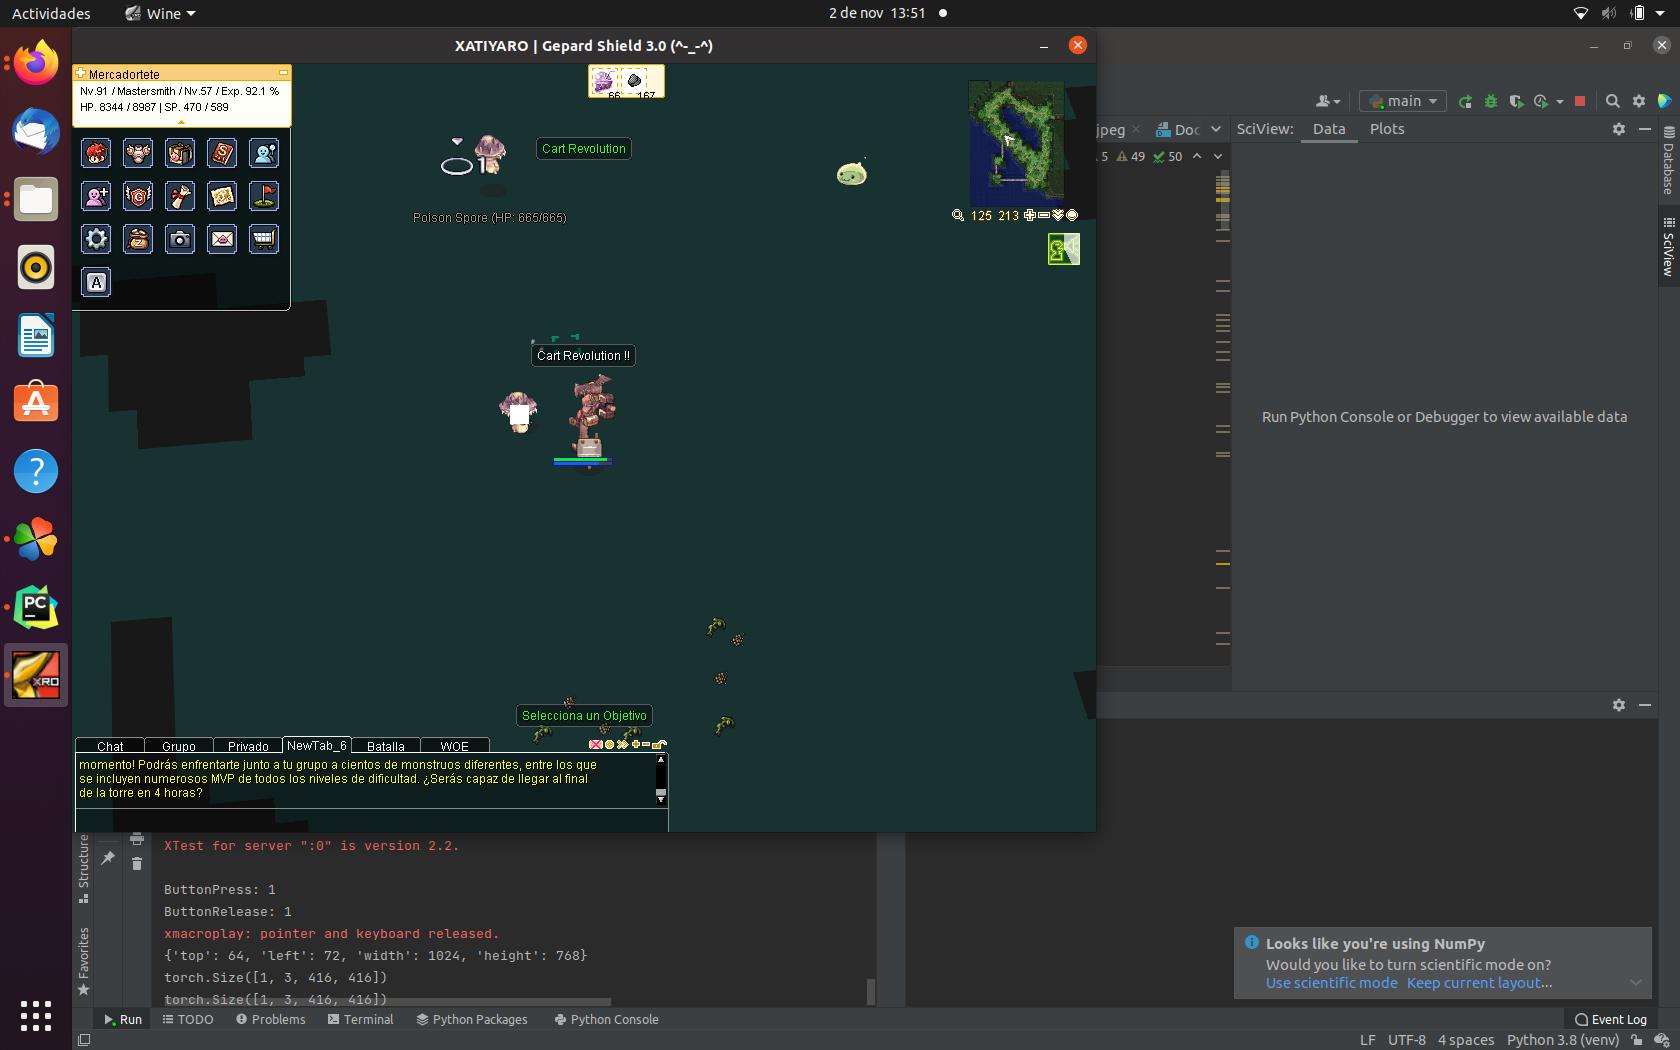 Actividades
Wine
2 de nov 13:51
XATIYARO | Gepard Shield 3.0 (^-_-^)
Mercadortete
Nv.91 / Mastersmith / Nv.57 / Exp. 92.1 %
HP. 8344 / 8987 | SP. 470 / 589
66 167
A
Cart Revolution
1
Poison Spore (HP: 665/665)
125 213
Cart Revolution !!
Selecciona un Objetivo
Chat Grupo Privado NewTab_6 Batalla WOE
momento! Podrás enfrentarte junto a tu grupo a cientos de monstruos diferentes, entre los que
se incluyen numerosos MVP de todos los niveles de dificultad. ¿Serás capaz de llegar al final
de la torre en 4 horas?
main
jpeg
Doc
SciView: Data Plots
5 49 50
Database
SciView
Run Python Console or Debugger to view available data
PC
XRO
Structure
Favorites
XTest for server ":0" is version 2.2.
ButtonPress: 1
ButtonRelease: 1
xmacroplay: pointer and keyboard released.
{'top': 64, 'left': 72, 'width': 1024, 'height': 768}
torch.Size([1, 3, 416, 416])
torch.Size([1, 3, 416, 416])
Looks like you're using NumPy
Would you like to turn scientific mode on?
Use scientific mode Keep current layout...
Run TODO Problems Terminal Python Packages Python Console
Event Log
LF UTF-8 4 spaces Python 3.8 (venv)